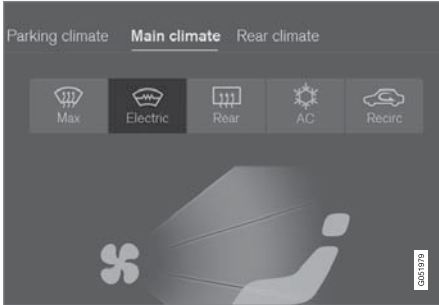 Parking climate Main climate Rear climate
Max Electric Rear AC Recirc
G051979